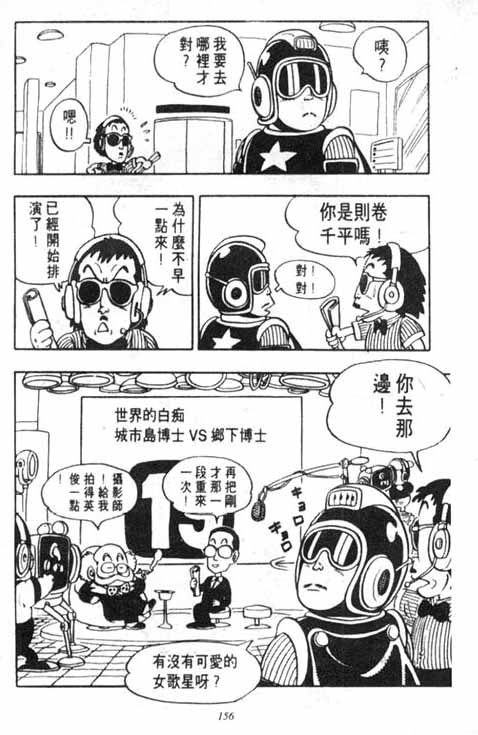 咦?
我要去
哪裡才
對?
嗯!!
你是則卷
千平嗎!
對!
對!
為什麼不早
一點來!
已經開始排
演了!
你去那
邊!
世界的白痴
城市島博士 VS 鄉下博士
19
再把剛
才那一
段重來
一次!
攝影師
!給我
拍得英
俊一點
キョロ
キョロ
有沒有可愛的
女歌星呀?
156